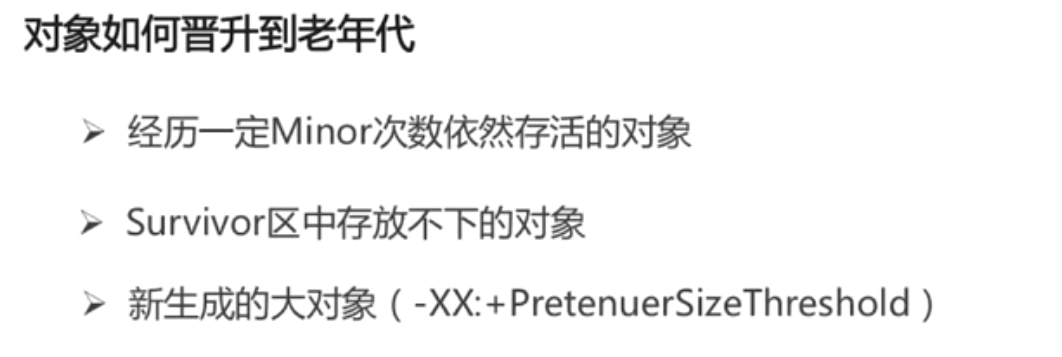 对象如何晋升到老年代
➢ 经历一定Minor次数依然存活的对象
➢ Survivor区中存放不下的对象
➢ 新生成的大对象（-XX:+PretenuerSizeThreshold）